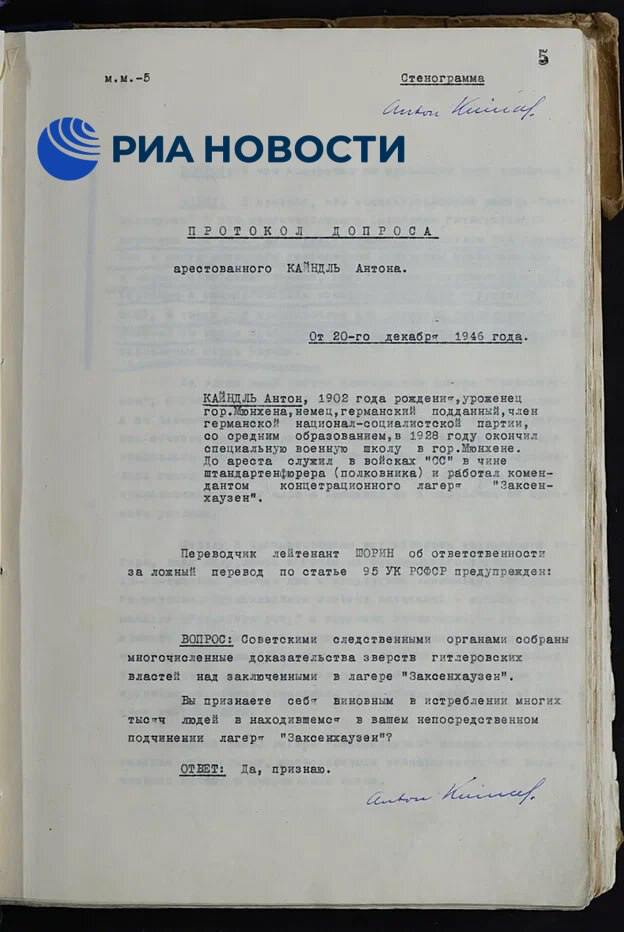 5
м.м.-5
Стенограмма
РИА НОВОСТИ
ПРОТОКОЛ ДОПРОСА
арестованного КАЙНДЛЬ Антона.
От 20-го декабря 1946 года.
КАЙНДЛЬ Антон, 1902 года рождения, уроженец
гор.Мюнхена, немец, германский подданный, член
германской национал-социалистской партии,
со средним образованием, в 1928 году окончил
специальную военную школу в гор.Мюнхене.
До ареста служил в войсках "СС" в чине
штандартенфюрера (полковника) и работал комен-
дантом концетрационного лагеря "Заксен-
хаузен".
Переводчик лейтенант ШОРИН об ответственности
за ложный перевод по статье 95 УК РСФСР предупрежден:
ВОПРОС: Советскими следственными органами собраны
многочисленные доказательства зверств гитлеровских
властей над заключенными в лагере "Заксенхаузен".
Вы признаете себя виновным в истреблении многих
тысяч людей в находившемся в вашем непосредственном
подчинении лагеря "Заксенхаузен"?
ОТВЕТ: Да, признаю.